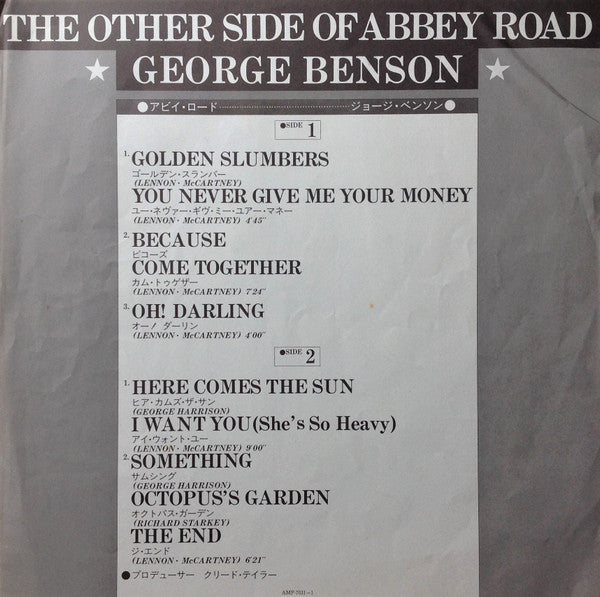 THE OTHER SIDE OF ABBEY ROAD
★ GEORGE BENSON ★
●アビイ・ロード……………………ジョージ・ベンソン●
●SIDE 1
1. GOLDEN SLUMBERS
ゴールデン・スランバー
(LENNON・McCARTNEY)
YOU NEVER GIVE ME YOUR MONEY
ユー・ネヴァー・ギヴ・ミー・ユアー・マネー
(LENNON・McCARTNEY) 4'45"
2. BECAUSE
ビコーズ
COME TOGETHER
カム・トゥゲザー
(LENNON・McCARTNEY) 7'24"
3. OH! DARLING
オー! ダーリン
(LENNON・McCARTNEY) 4'00"
●SIDE 2
1. HERE COMES THE SUN
ヒア・カムズ・ザ・サン
(GEORGE HARRISON)
I WANT YOU (She's So Heavy)
アイ・ウォント・ユー
(LENNON・McCARTNEY) 9'00"
2. SOMETHING
サムシング
(GEORGE HARRISON)
OCTOPUS'S GARDEN
オクトパス・ガーデン
(RICHARD STARKEY)
THE END
ジ・エンド
(LENNON・McCARTNEY) 6'21"
●プロデューサー クリード・テイラー